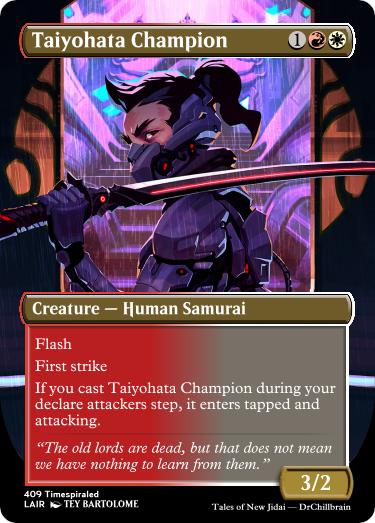 Taiyohata Champion 1
Creature — Human Samurai
Flash
First strike
If you cast Taiyohata Champion during your
declare attackers step, it enters tapped and
attacking.
“The old lords are dead, but that does not mean
we have nothing to learn from them.”
3/2
409 Timespiraled
LAIR TEY BARTOLOME
Tales of New Jidai — DrChillbrain